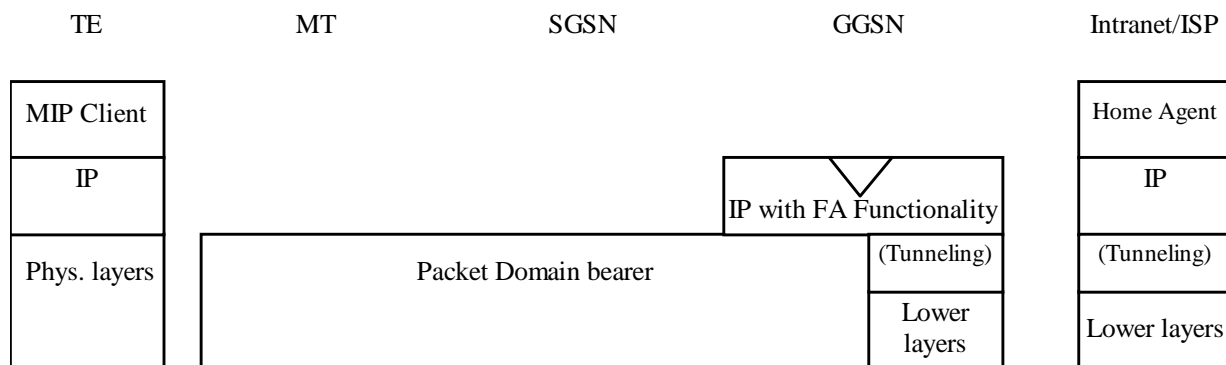 TE MT SGSN GGSN Intranet/ISP
MIP Client Home Agent
IP IP
IP with FA Functionality
Phys. layers Packet Domain bearer (Tunneling) (Tunneling)
Lower
layers Lower layers